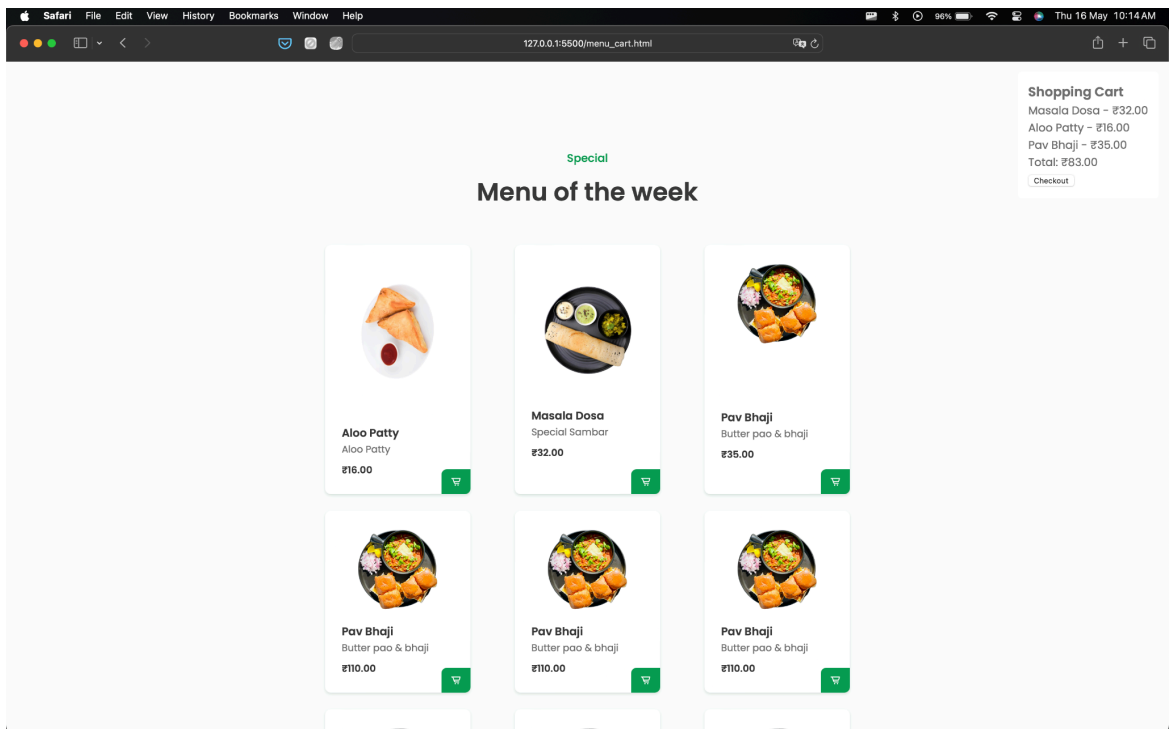 Safari File Edit View History Bookmarks Window Help 96% Thu 16 May 10:14 AM
127.0.0.1:5500/menu_cart.html
Shopping Cart
Masala Dosa - ₹32.00
Aloo Patty - ₹16.00
Pav Bhaji - ₹35.00
Total: ₹83.00
Checkout
Special
Menu of the week
Aloo Patty
Aloo Patty
₹16.00
Masala Dosa
Special Sambar
₹32.00
Pav Bhaji
Butter pao & bhaji
₹35.00
Pav Bhaji
Butter pao & bhaji
₹110.00
Pav Bhaji
Butter pao & bhaji
₹110.00
Pav Bhaji
Butter pao & bhaji
₹110.00